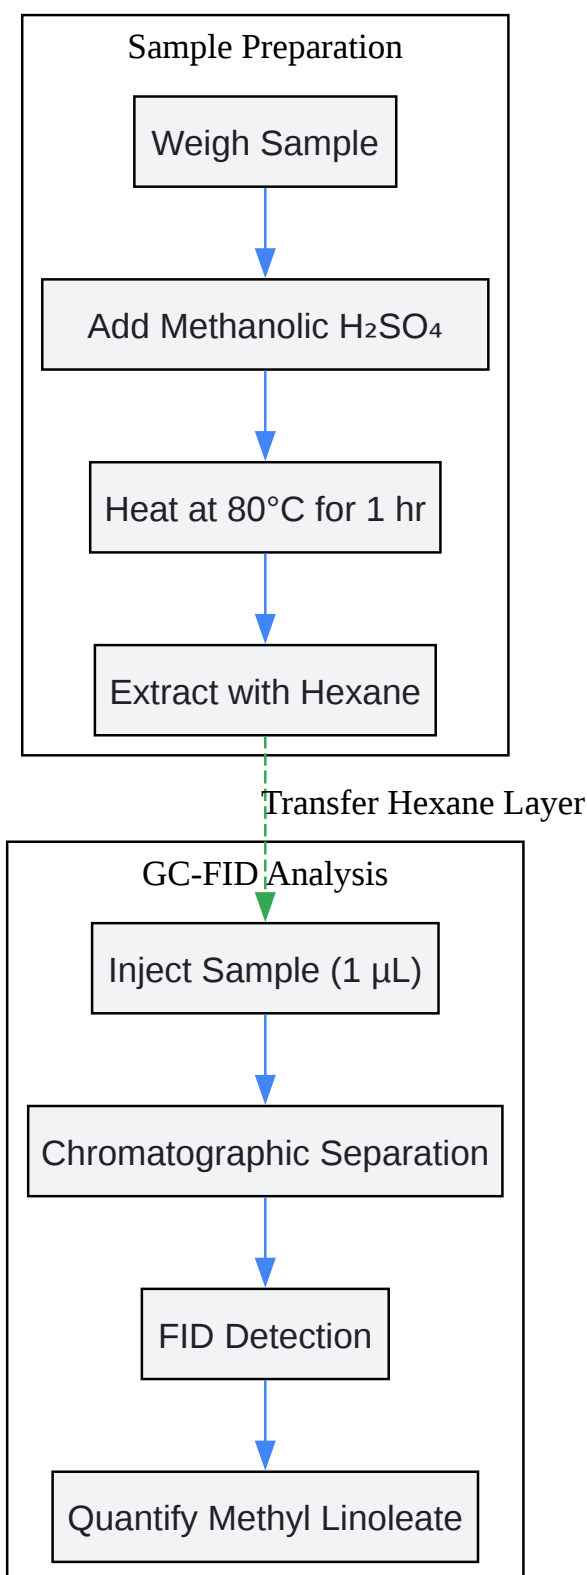 Sample Preparation
Weigh Sample
Add Methanolic H₂SO₄
Heat at 80°C for 1 hr
Extract with Hexane
Transfer Hexane Layer
GC-FID Analysis
Inject Sample (1 µL)
Chromatographic Separation
FID Detection
Quantify Methyl Linoleate